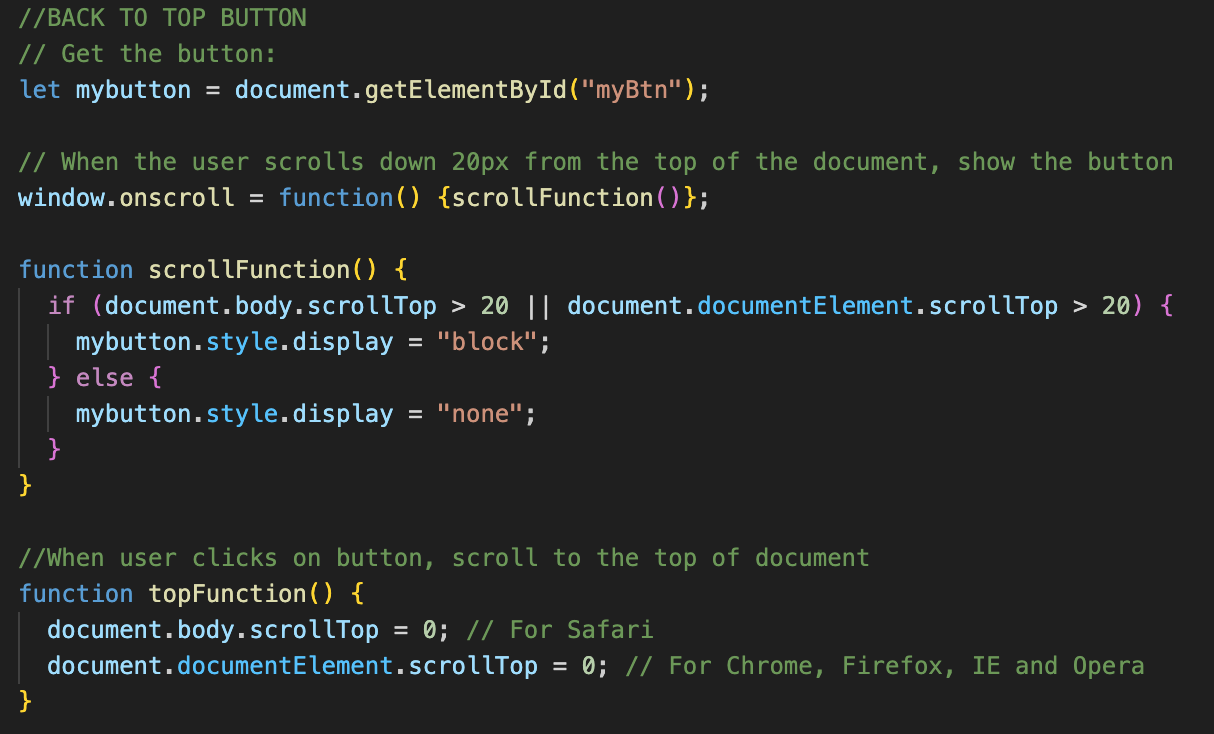 //BACK TO TOP BUTTON
// Get the button:
let mybutton = document.getElementById("myBtn");
// When the user scrolls down 20px from the top of the document, show the button
window.onscroll = function() {scrollFunction()};
function scrollFunction() {
  if (document.body.scrollTop > 20 || document.documentElement.scrollTop > 20) {
    mybutton.style.display = "block";
  } else {
    mybutton.style.display = "none";
  }
}
//When user clicks on button, scroll to the top of document
function topFunction() {
  document.body.scrollTop = 0; // For Safari
  document.documentElement.scrollTop = 0; // For Chrome, Firefox, IE and Opera
}